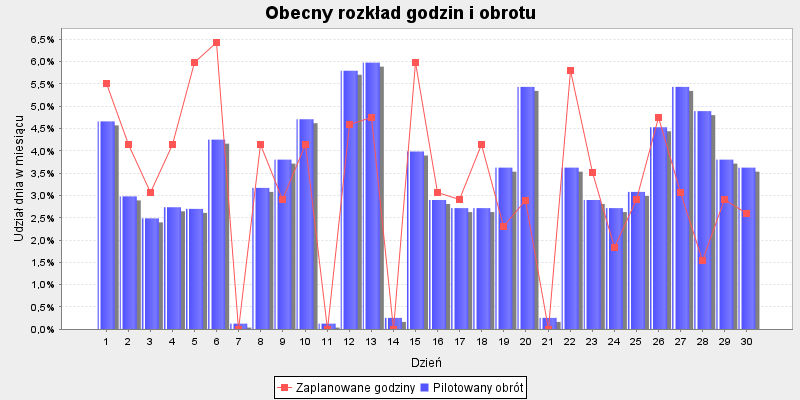 Obecny rozkład godzin i obrotu
Udział dnia w miesiącu
6,5%
6,0%
5,5%
5,0%
4,5%
4,0%
3,5%
3,0%
2,5%
2,0%
1,5%
1,0%
0,5%
0,0%
1 2 3 4 5 6 7 8 9 10 11 12 13 14 15 16 17 18 19 20 21 22 23 24 25 26 27 28 29 30
Dzień
Zaplanowane godziny Pilotowany obrót